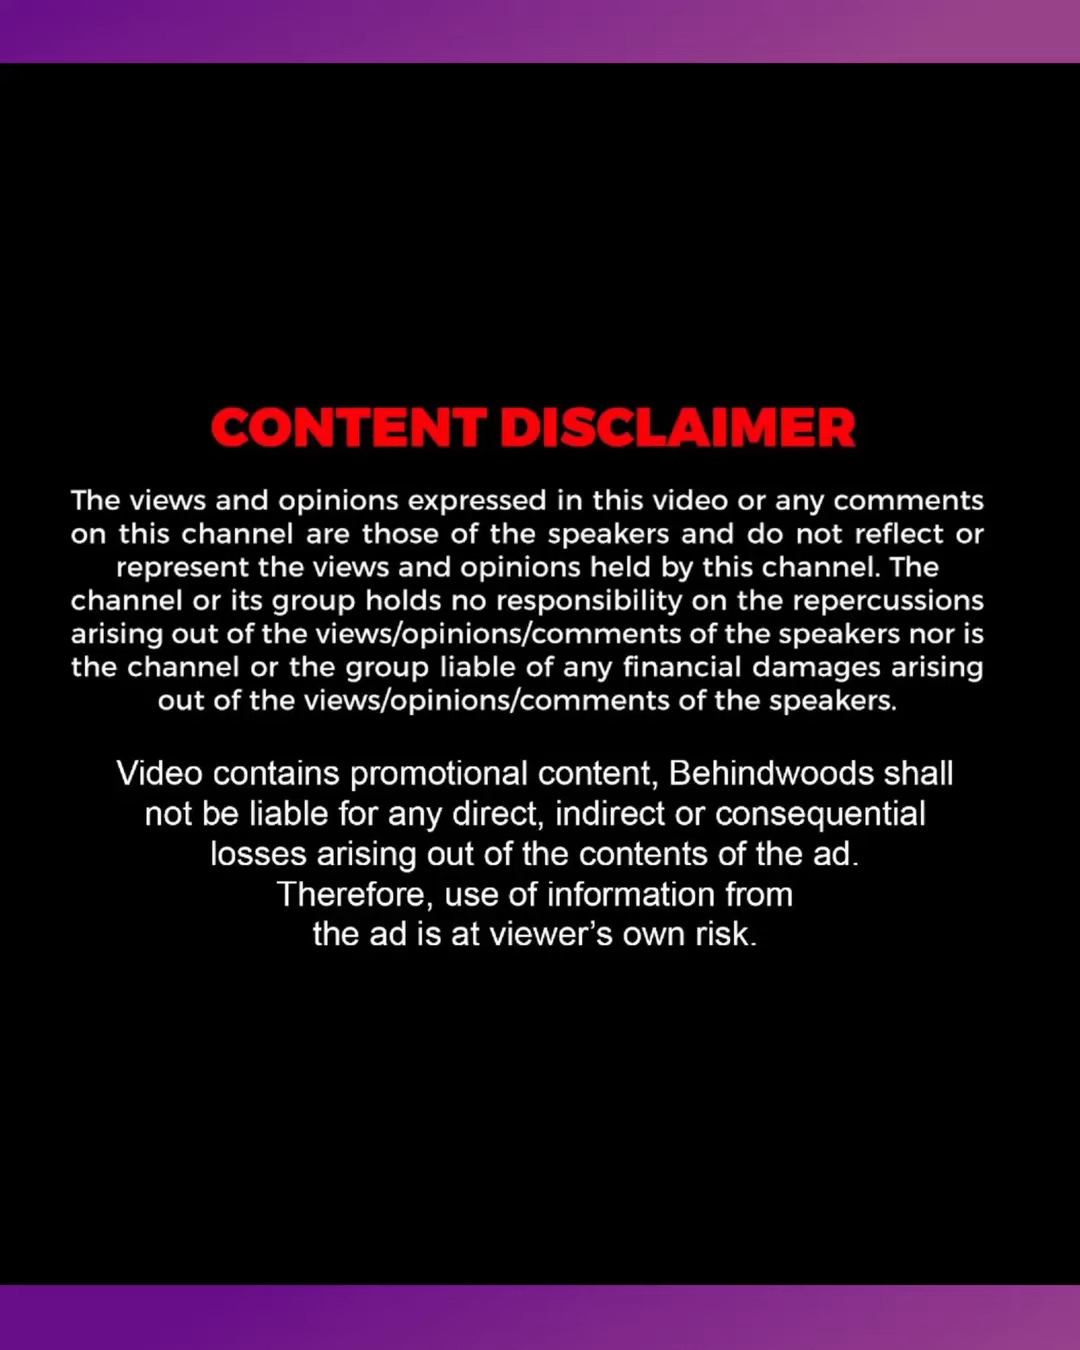 CONTENT DISCLAIMER
The views and opinions expressed in this video or any comments
on this channel are those of the speakers and do not reflect or
represent the views and opinions held by this channel. The
channel or its group holds no responsibility on the repercussions
arising out of the views/opinions/comments of the speakers nor is
the channel or the group liable of any financial damages arising
out of the views/opinions/comments of the speakers.
Video contains promotional content, Behindwoods shall
not be liable for any direct, indirect or consequential
losses arising out of the contents of the ad.
Therefore, use of information from
the ad is at viewer’s own risk.